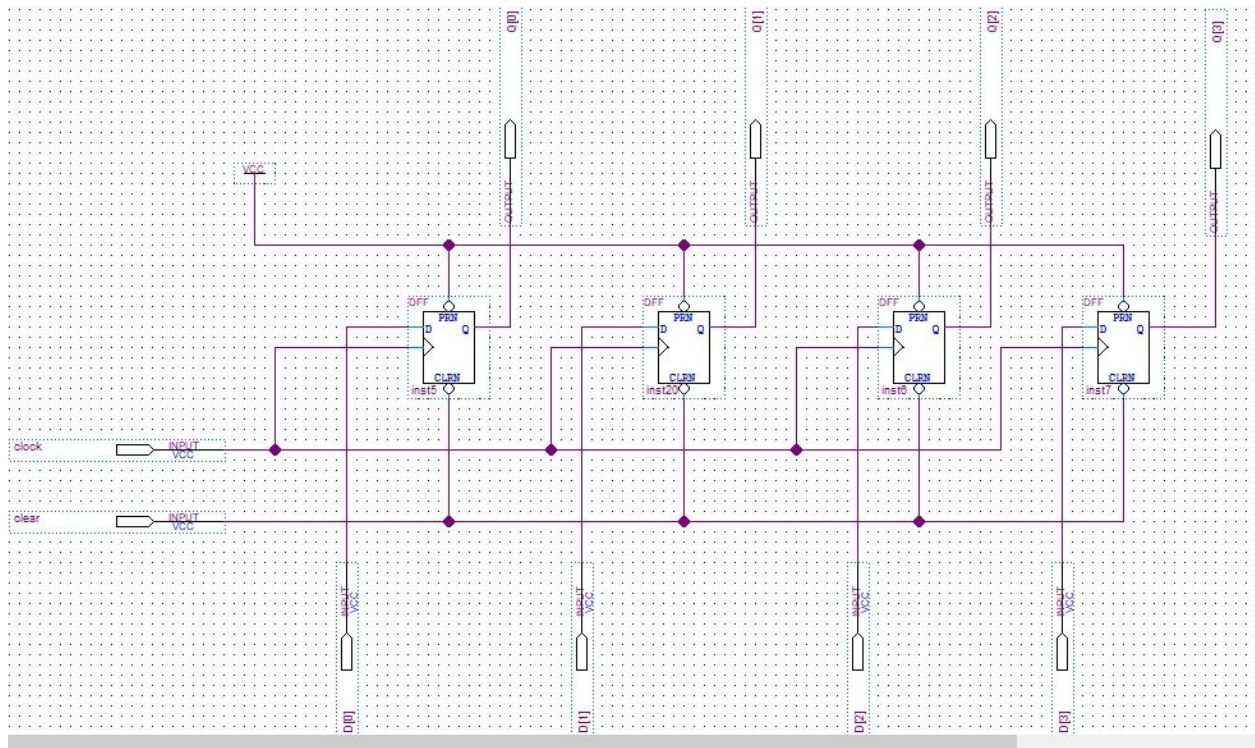 Q[0]
Q[1]
Q[2]
Q[3]
VCC
OUTPUT
OUTPUT
OUTPUT
OUTPUT
DFF
DFF
DFF
DFF
PRN
PRN
PRN
PRN
D Q
D Q
D Q
D Q
CLRN
CLRN
CLRN
CLRN
inst5
inst20
inst6
inst7
clock
INPUT
VCC
clear
INPUT
VCC
INPUT
VCC
INPUT
VCC
INPUT
VCC
INPUT
VCC
D[0]
D[1]
D[2]
D[3]